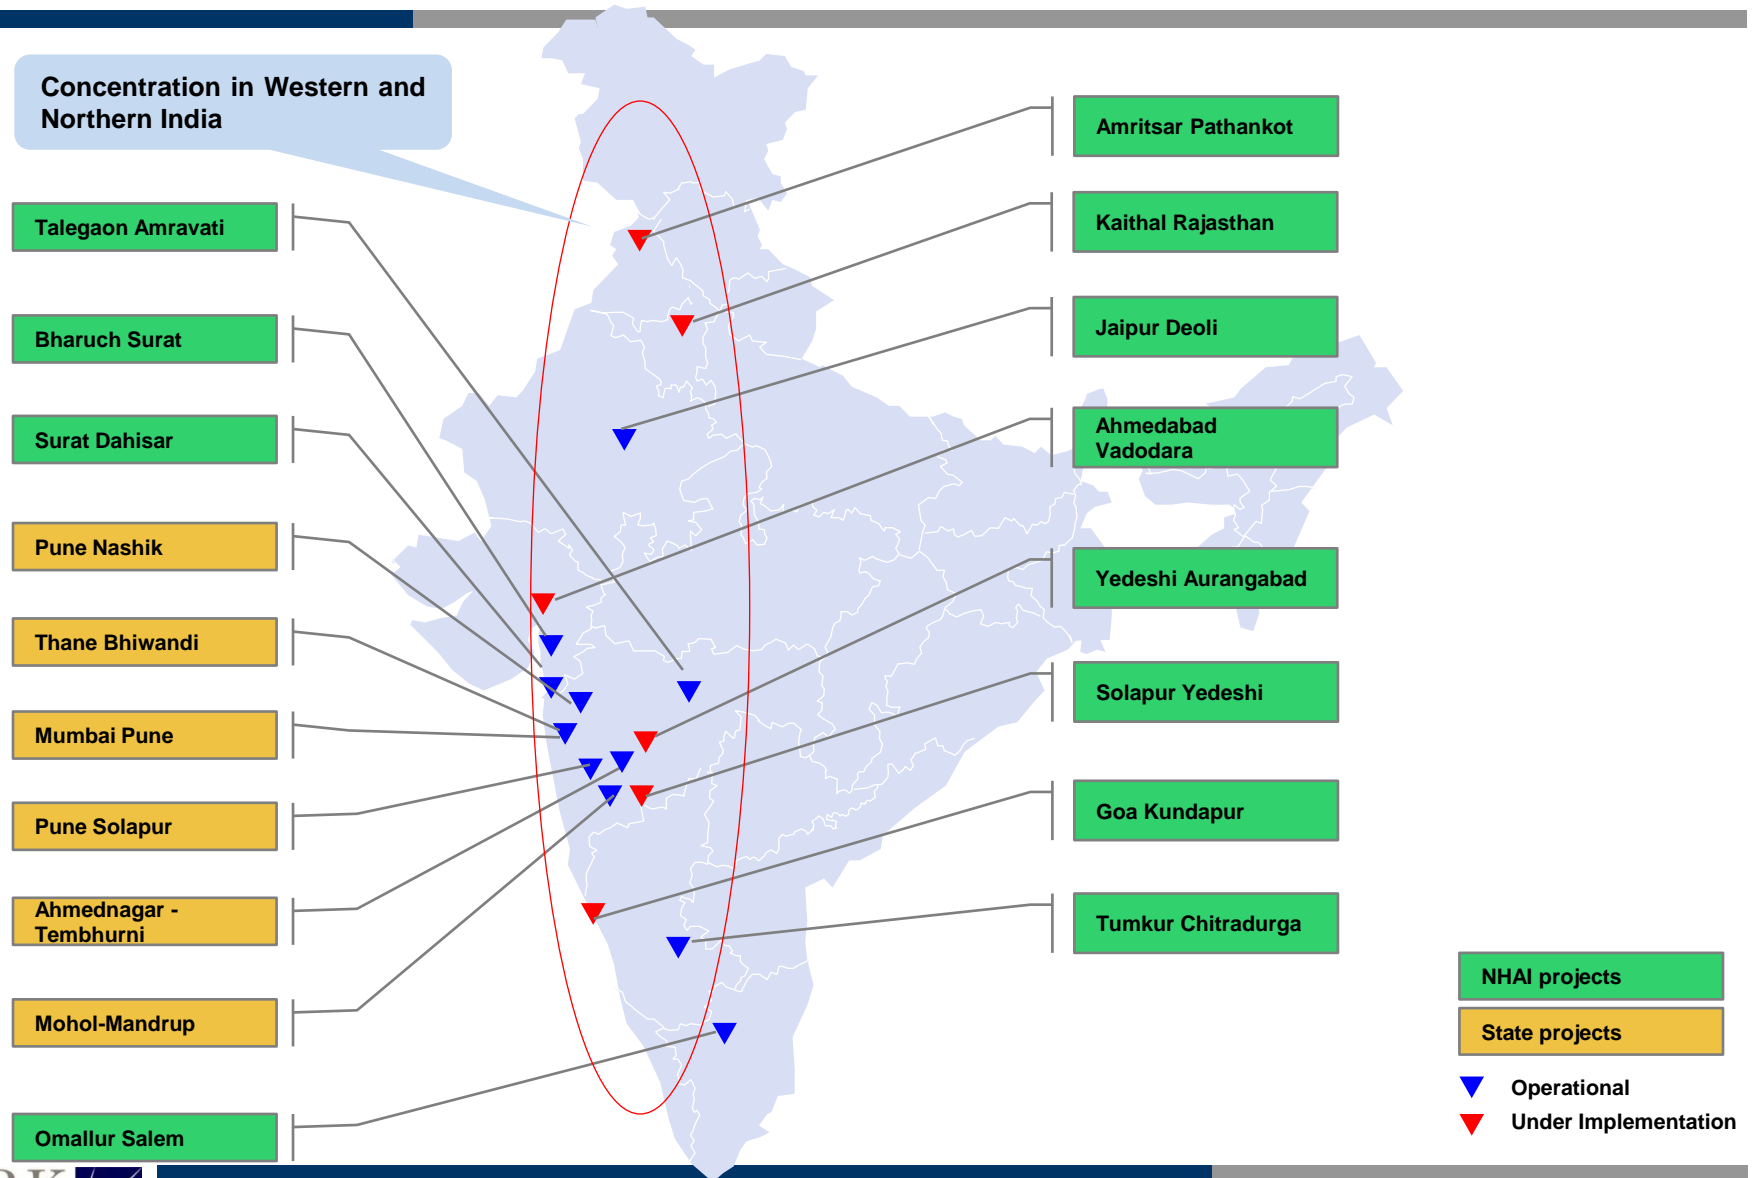 Concentration in Western and
Northern India
Talegaon Amravati
Bharuch Surat
Surat Dahisar
Pune Nashik
Thane Bhiwandi
Mumbai Pune
Pune Solapur
Ahmednagar -
Tembhurni
Mohol-Mandrup
Omallur Salem
Amritsar Pathankot
Kaithal Rajasthan
Jaipur Deoli
Ahmedabad
Vadodara
Yedeshi Aurangabad
Solapur Yedeshi
Goa Kundapur
Tumkur Chitradurga
NHAI projects
State projects
Operational
Under Implementation